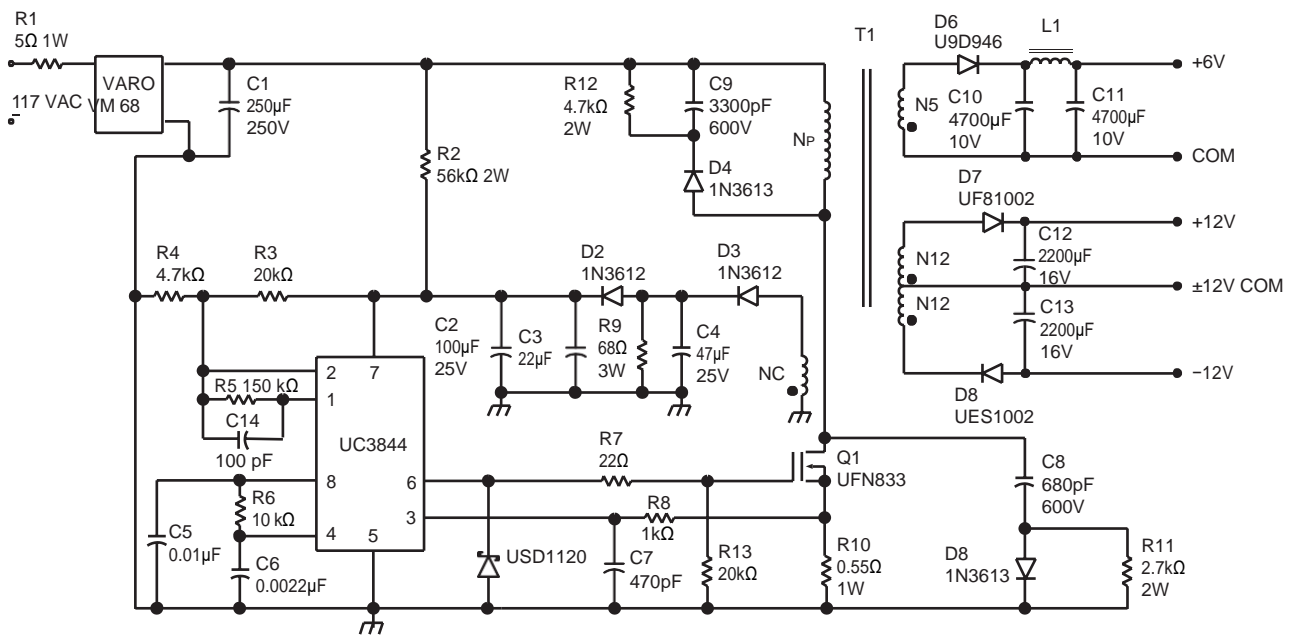 R1
5Ω 1W
117 VAC
VARO
VM 68
C1
250µF
250V
R2
56kΩ 2W
R12
4.7kΩ
2W
C9
3300pF
600V
D4
1N3613
NP
T1
D6
U9D946
L1
+6V
N5
C10
4700µF
10V
C11
4700µF
10V
COM
D7
UF81002
+12V
N12
N12
C12
2200µF
16V
±12V COM
C13
2200µF
16V
−12V
D8
UES1002
R4
4.7kΩ
R3
20kΩ
D2
1N3612
D3
1N3612
C2
100µF
25V
C3
22µF
R9
68Ω
3W
C4
47µF
25V
NC
R5 150 kΩ
C14
100 pF
2
7
1
UC3844
8
6
3
4
5
R6
10 kΩ
C5
0.01µF
C6
0.0022µF
R7
22Ω
Q1
UFN833
R8
1kΩ
USD1120
C7
470pF
R13
20kΩ
R10
0.55Ω
1W
C8
680pF
600V
D8
1N3613
R11
2.7kΩ
2W